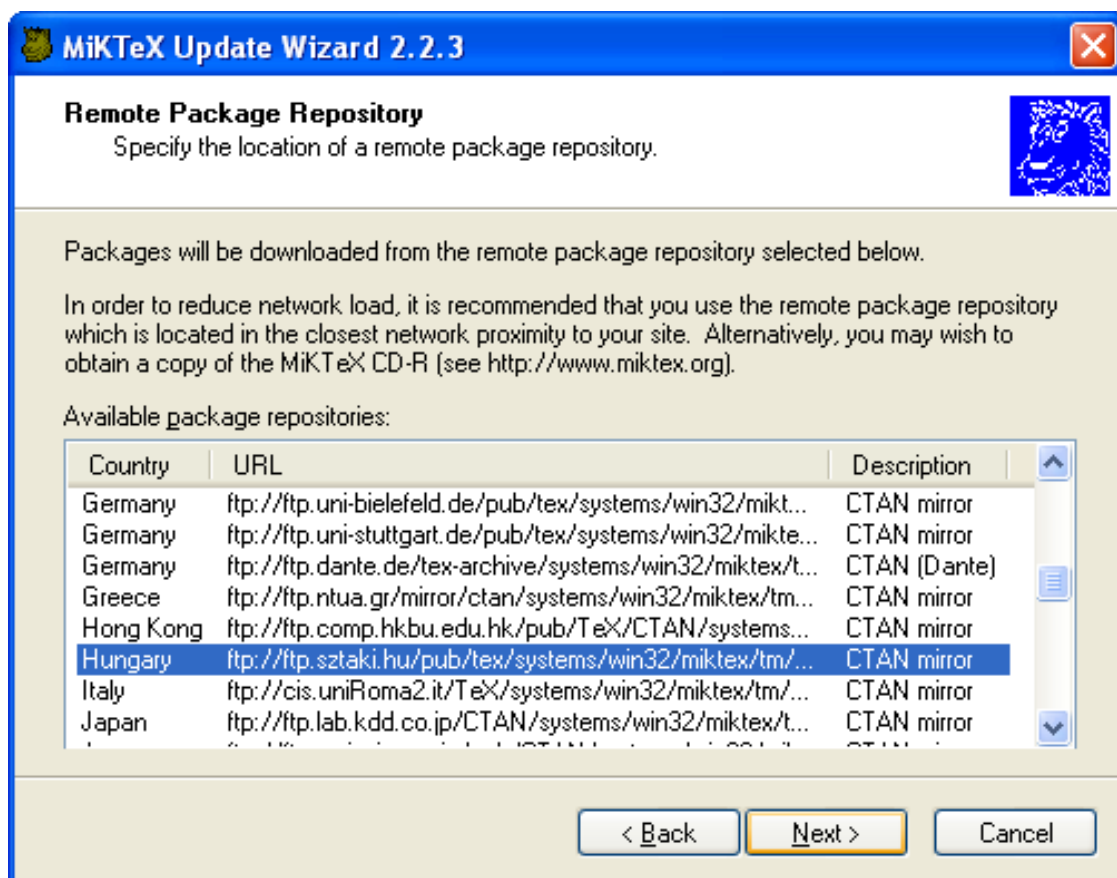 MiKTeX Update Wizard 2.2.3
Remote Package Repository
Specify the location of a remote package repository.
Packages will be downloaded from the remote package repository selected below.
In order to reduce network load, it is recommended that you use the remote package repository
which is located in the closest network proximity to your site.  Alternatively, you may wish to
obtain a copy of the MiKTeX CD-R (see http://www.miktex.org).
Available package repositories:
Country URL Description
Germany ftp://ftp.uni-bielefeld.de/pub/tex/systems/win32/mikt... CTAN mirror
Germany ftp://ftp.uni-stuttgart.de/pub/tex/systems/win32/mikte... CTAN mirror
Germany ftp://ftp.dante.de/tex-archive/systems/win32/miktex/t... CTAN (Dante)
Greece ftp://ftp.ntua.gr/mirror/ctan/systems/win32/miktex/tm... CTAN mirror
Hong Kong ftp://ftp.comp.hkbu.edu.hk/pub/TeX/CTAN/systems... CTAN mirror
Hungary ftp://ftp.sztaki.hu/pub/tex/systems/win32/miktex/tm/... CTAN mirror
Italy ftp://cis.uniRoma2.it/TeX/systems/win32/miktex/tm/... CTAN mirror
Japan ftp://ftp.lab.kdd.co.jp/CTAN/systems/win32/miktex/t... CTAN mirror
< Back Next > Cancel